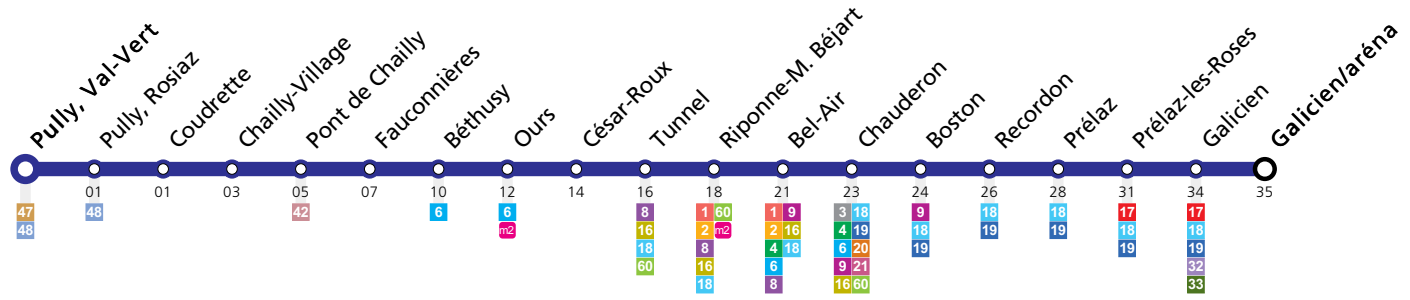 Pully, Val-Vert
Pully, Rosiaz
Coudrette
Chailly-Village
Pont de Chailly
Fauconnières
Béthusy
Ours
César-Roux
Tunnel
Riponne-M. Béjart
Bel-Air
Chauderon
Boston
Recordon
Prélaz
Prélaz-les-Roses
Galicien
Galicien/aréna
01 01 03 05 07 10 12 14 16 18 21 23 24 26 28 31 34 35
47 48 42 6 6 8 1 60 1 9 3 18 9 18 18 17 17
48 m2 16 2 m2 2 16 4 19 18 19 19 18 18
18 8 4 18 6 20 19 19 19
60 16 6 9 21 32
18 8 16 60 33